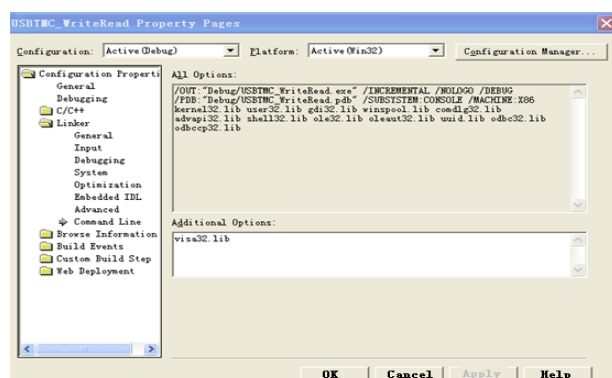 USBTMC_WriteRead Property Pages
Configuration: Active(Debug) Platform: Active(Win32) Configuration Manager...
Configuration Properti
General
Debugging
C/C++
Linker
General
Input
Debugging
System
Optimization
Embedded IDL
Advanced
Command Line
Browse Information
Build Events
Custom Build Step
Web Deployment
All Options:
/OUT:"Debug/USBTMC_WriteRead.exe" /INCREMENTAL /NOLOGO /DEBUG
/PDB:"Debug/USBTMC_WriteRead.pdb" /SUBSYSTEM:CONSOLE /MACHINE:X86
kernel32.lib user32.lib gdi32.lib winspool.lib comdlg32.lib
advapi32.lib shell32.lib ole32.lib oleaut32.lib uuid.lib odbc32.lib
odbccp32.lib
Additional Options:
visa32.lib
OK Cancel Apply Help